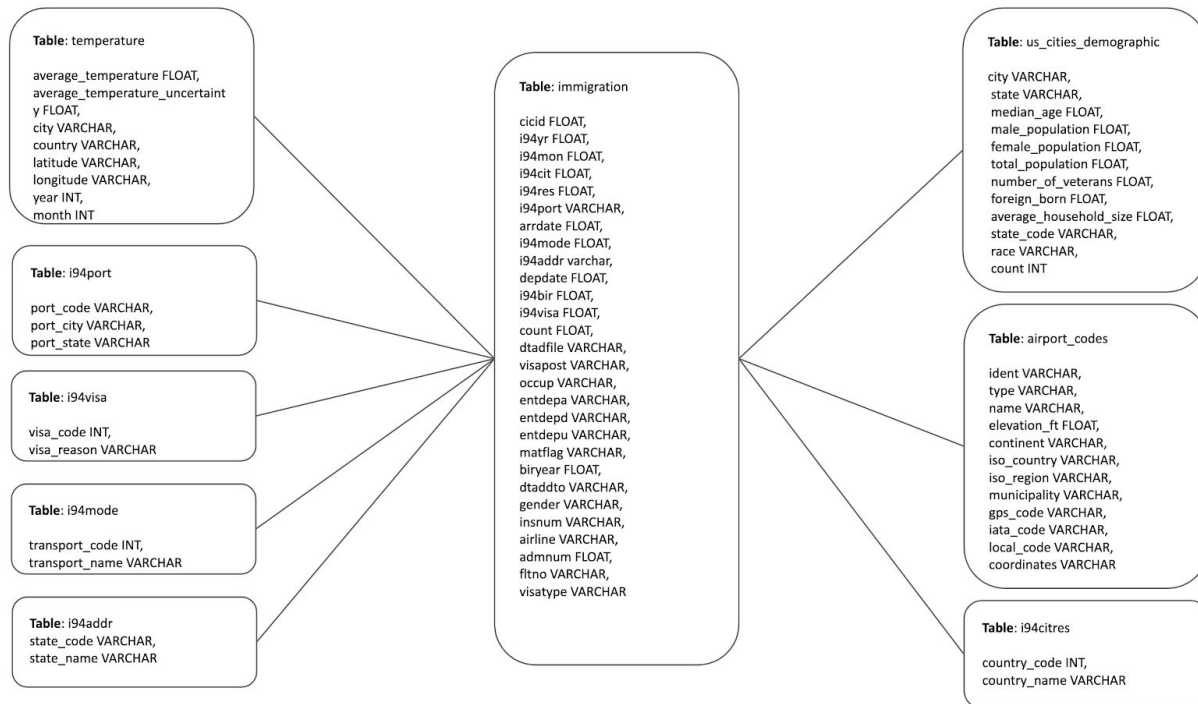 Table: temperature
average_temperature FLOAT,
average_temperature_uncertaint
y FLOAT,
city VARCHAR,
country VARCHAR,
latitude VARCHAR,
longitude VARCHAR,
year INT,
month INT
Table: i94port
port_code VARCHAR,
port_city VARCHAR,
port_state VARCHAR
Table: i94visa
visa_code INT,
visa_reason VARCHAR
Table: i94mode
transport_code INT,
transport_name VARCHAR
Table: i94addr
state_code VARCHAR,
state_name VARCHAR
Table: immigration
cicid FLOAT,
i94yr FLOAT,
i94mon FLOAT,
i94cit FLOAT,
i94res FLOAT,
i94port VARCHAR,
arrdate FLOAT,
i94mode FLOAT,
i94addr varchar,
depdate FLOAT,
i94bir FLOAT,
i94visa FLOAT,
count FLOAT,
dtadfile VARCHAR,
visapost VARCHAR,
occup VARCHAR,
entdepa VARCHAR,
entdepd VARCHAR,
entdepu VARCHAR,
matflag VARCHAR,
biryear FLOAT,
dtaddto VARCHAR,
gender VARCHAR,
insnum VARCHAR,
airline VARCHAR,
admnum FLOAT,
fltno VARCHAR,
visatype VARCHAR
Table: us_cities_demographic
city VARCHAR,
state VARCHAR,
median_age FLOAT,
male_population FLOAT,
female_population FLOAT,
total_population FLOAT,
number_of_veterans FLOAT,
foreign_born FLOAT,
average_household_size FLOAT,
state_code VARCHAR,
race VARCHAR,
count INT
Table: airport_codes
ident VARCHAR,
type VARCHAR,
name VARCHAR,
elevation_ft FLOAT,
continent VARCHAR,
iso_country VARCHAR,
iso_region VARCHAR,
municipality VARCHAR,
gps_code VARCHAR,
iata_code VARCHAR,
local_code VARCHAR,
coordinates VARCHAR
Table: i94citres
country_code INT,
country_name VARCHAR